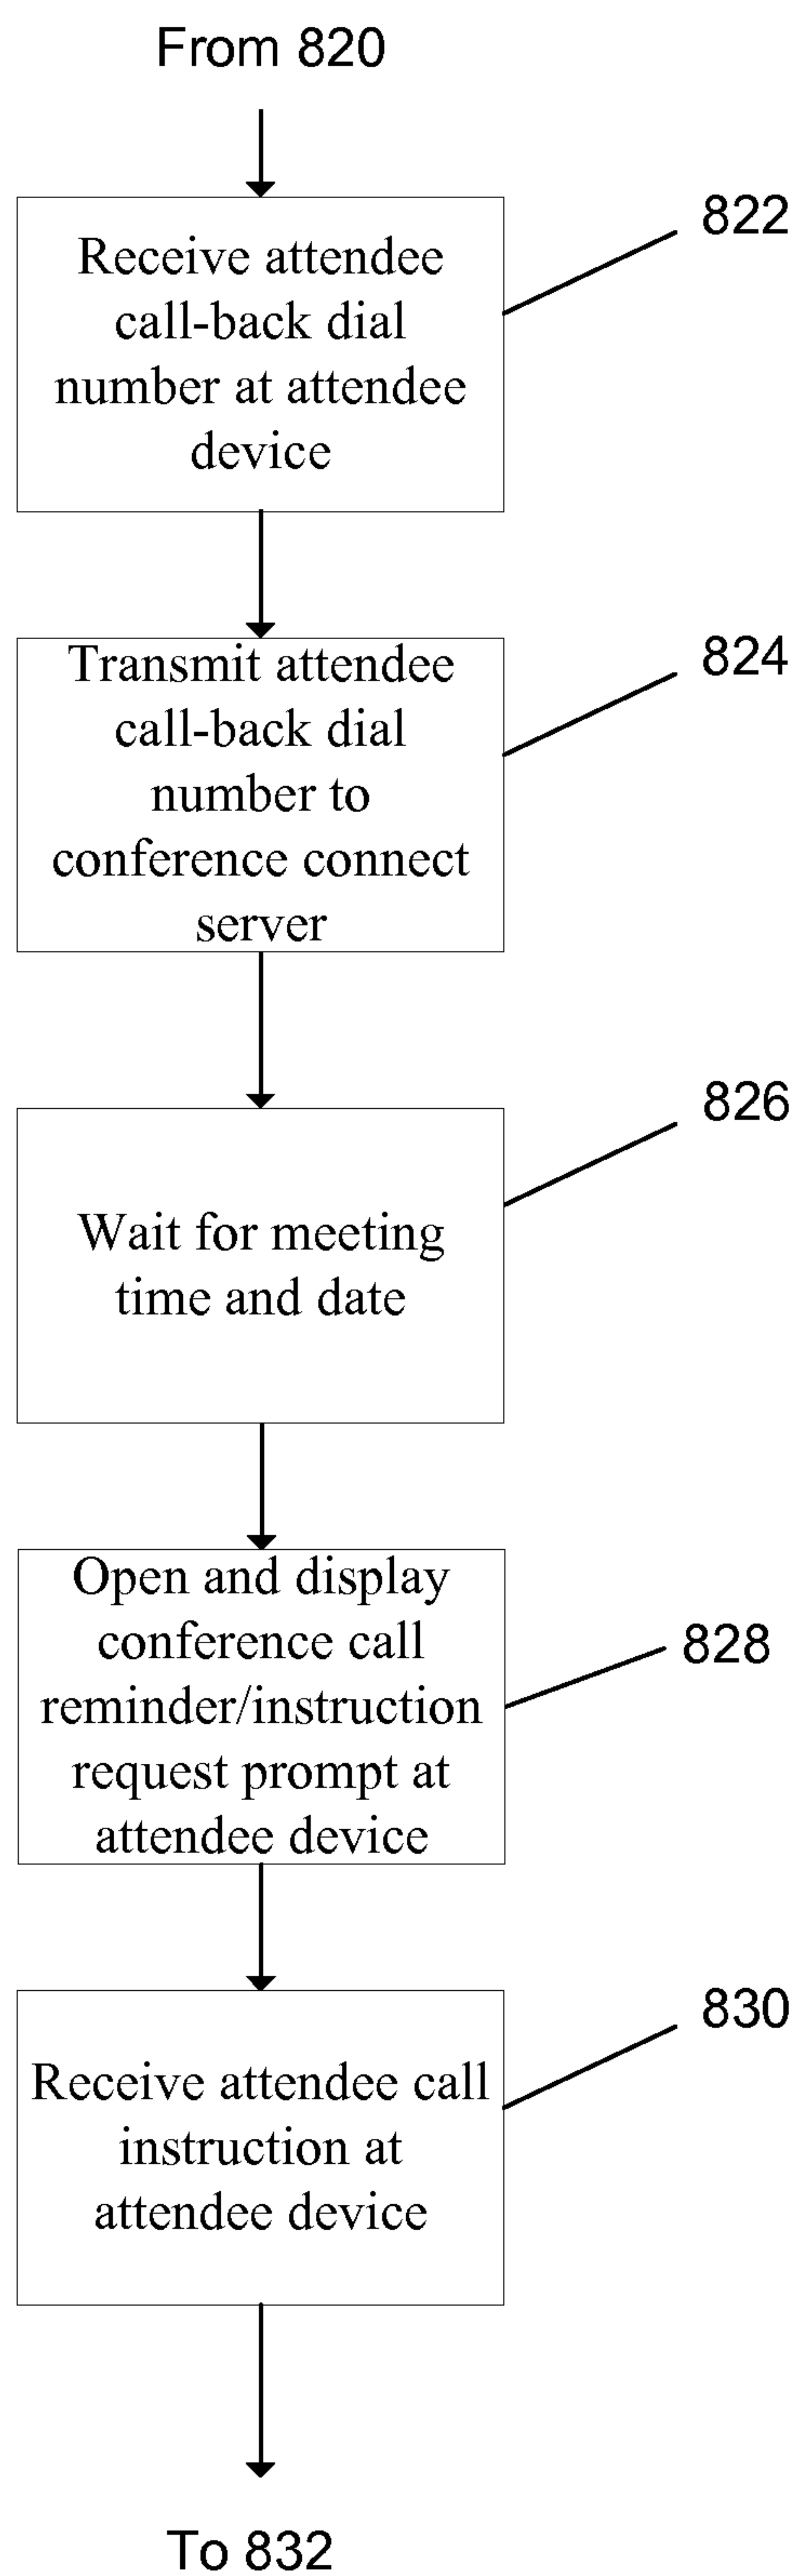 From 820
822
Receive attendee
call-back dial
number at attendee
device
824
Transmit attendee
call-back dial
number to
conference connect
server
826
Wait for meeting
time and date
Open and display
conference call
reminder/instruction
request prompt at
attendee device
828
830
Receive attendee call
instruction at
attendee device
To 832